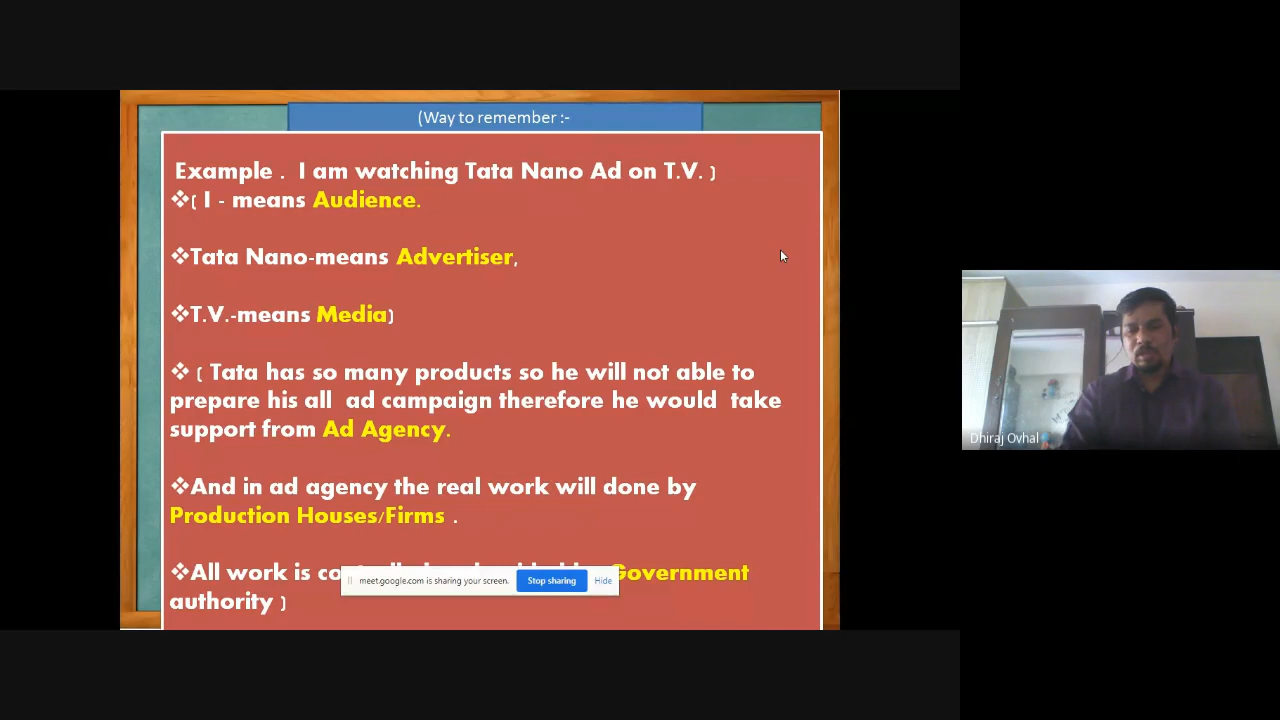 (Way to remember :-
Example . I am watching Tata Nano Ad on T.V. )
❖( I - means Audience.
❖Tata Nano-means Advertiser,
❖T.V.-means Media)
❖ ( Tata has so many products so he will not able to
prepare his all ad campaign therefore he would take
support from Ad Agency.
❖And in ad agency the real work will done by
Production Houses/Firms .
❖All work is Government
authority )
meet.google.com is sharing your screen. Stop sharing Hide
Dhiraj Ovhal